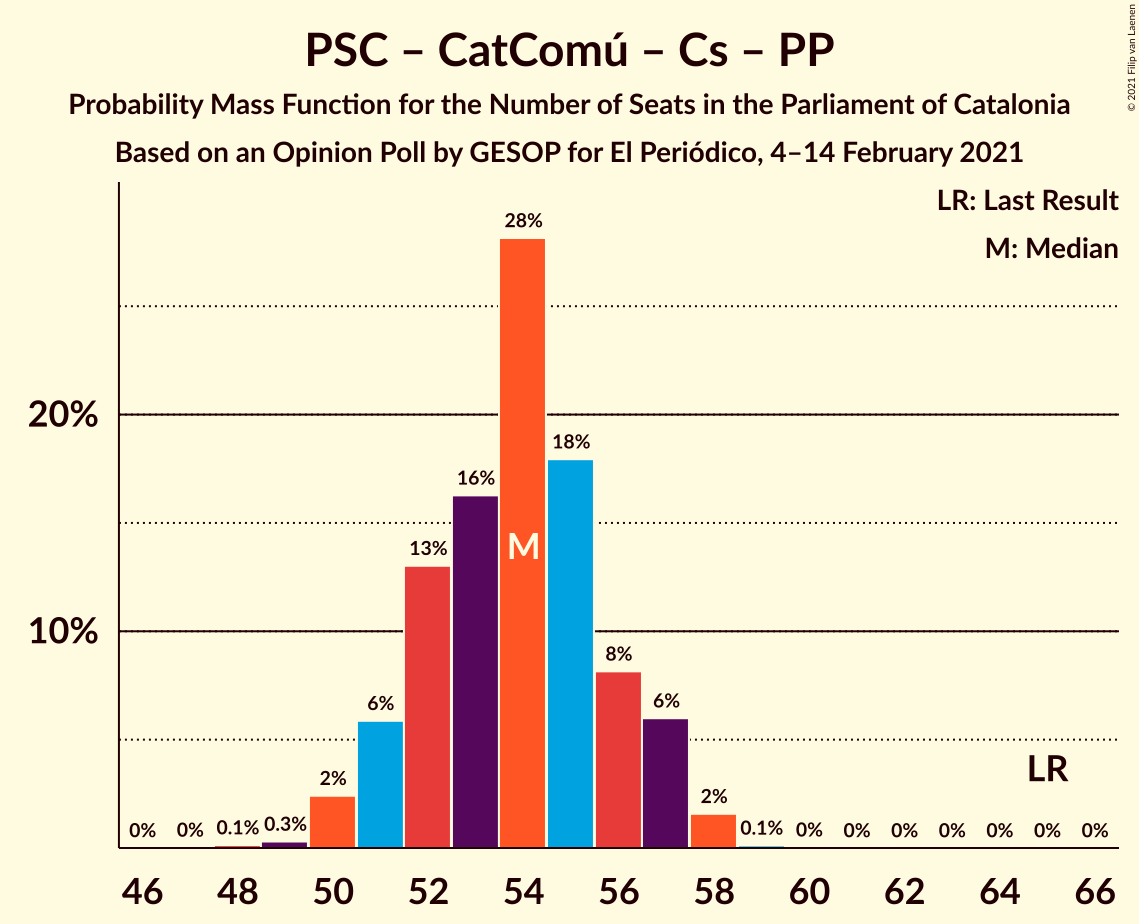 PSC – CatComú – Cs – PP
Probability Mass Function for the Number of Seats in the Parliament of Catalonia
Based on an Opinion Poll by GESOP for El Periódico, 4–14 February 2021
© 2021 Filip van Laenen
LR: Last Result
M: Median
28%
20%
18%
16%
M
13%
10%
8%
6%
6%
LR
2%
2%
0% 0% 0.1% 0.3% 0.1% 0% 0% 0% 0% 0% 0% 0%
46 48 50 52 54 56 58 60 62 64 66